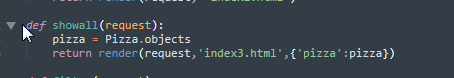 def showall(request):
    pizza = Pizza.objects
    return render(request,'index3.html',{'pizza':pizza})